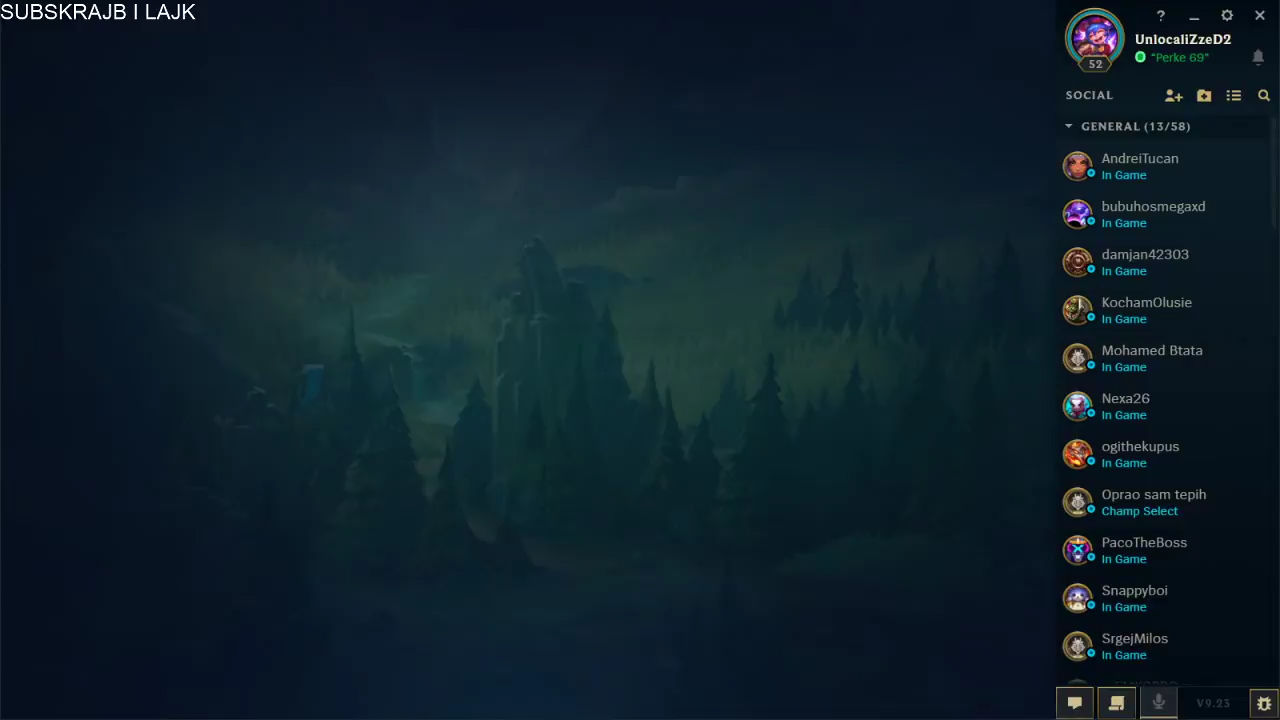 SUBSKRAJB I LAJK
?
UnlocaliZzeD2
52
"Perke 69"
SOCIAL
GENERAL (13/58)
AndreiTucan
In Game
bubuhosmegaxd
In Game
damjan42303
In Game
KochamOlusie
In Game
Mohamed Btata
In Game
Nexa26
In Game
ogithekupus
In Game
Oprao sam tepih
Champ Select
PacoTheBoss
In Game
Snappyboi
In Game
SrgejMilos
In Game
V9.23